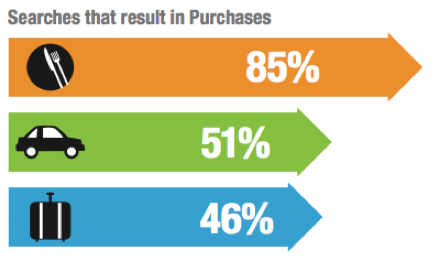 Searches that result in Purchases
85%
51%
46%